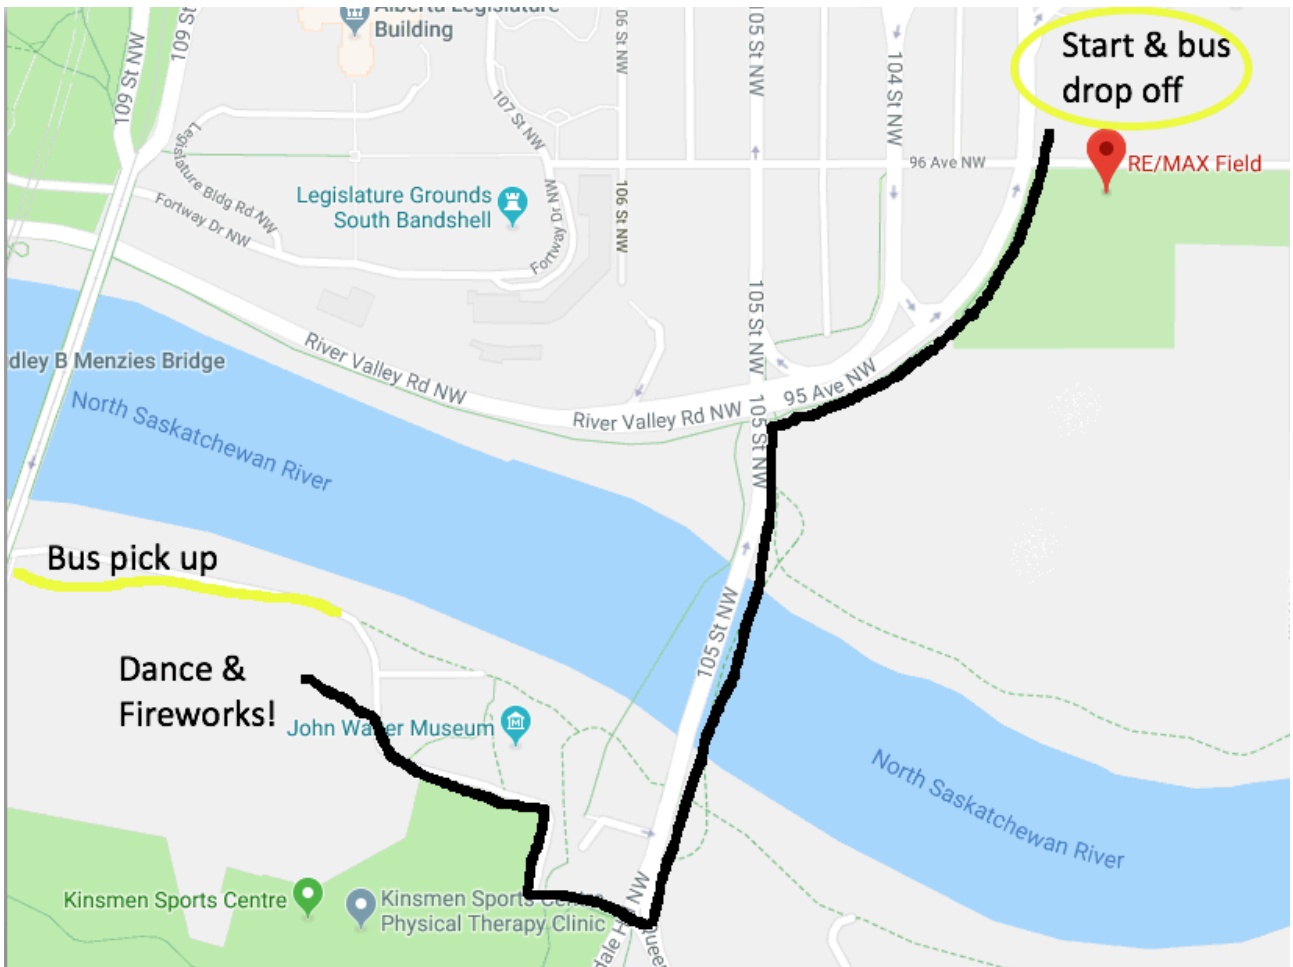 Alberta Legislature
Building
109 St NW
109 St
107 St NW
06 St NW
105 St NW
104 St NW
Start & bus
drop off
96 Ave NW
RE/MAX Field
Legislature Bldg Rd NW
Fortway Dr NW
Legislature Grounds
South Bandshell
Fortway Dr NW
106 St NW
105 St NW
River Valley Rd NW
River Valley Rd NW
95 Ave NW
105 St NW
dley B Menzies Bridge
North Saskatchewan River
Bus pick up
105 St NW
Dance &
Fireworks!
John Wa er Museum
North Saskatchewan River
Kinsmen Sports Centre
Kinsmen Sports Centre
Physical Therapy Clinic
dale H NW
Quee